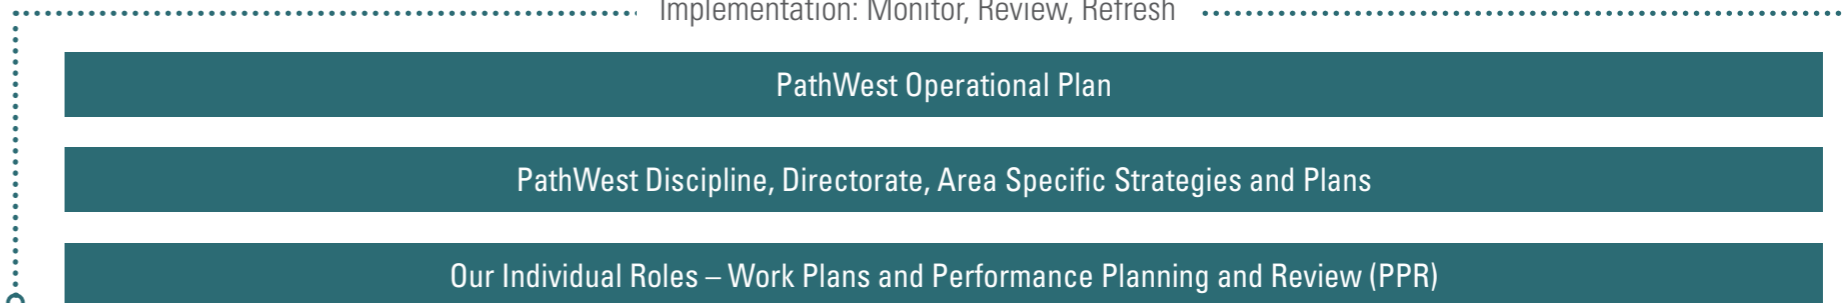 Implementation: Monitor, Review, Refresh
PathWest Operational Plan
PathWest Discipline, Directorate, Area Specific Strategies and Plans
Our Individual Roles – Work Plans and Performance Planning and Review (PPR)